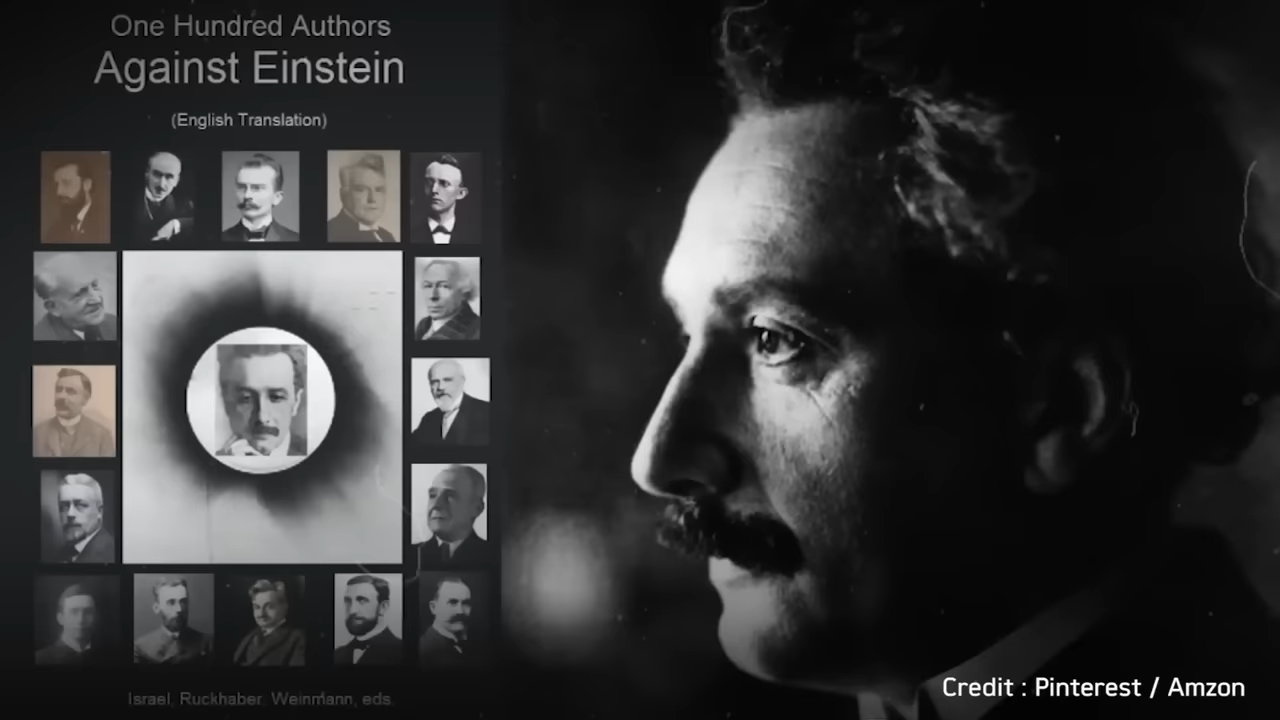 One Hundred Authors
Against Einstein
(English Translation)
Israel, Ruckhaber, Weinmann, eds.
Credit : Pinterest / Amzon